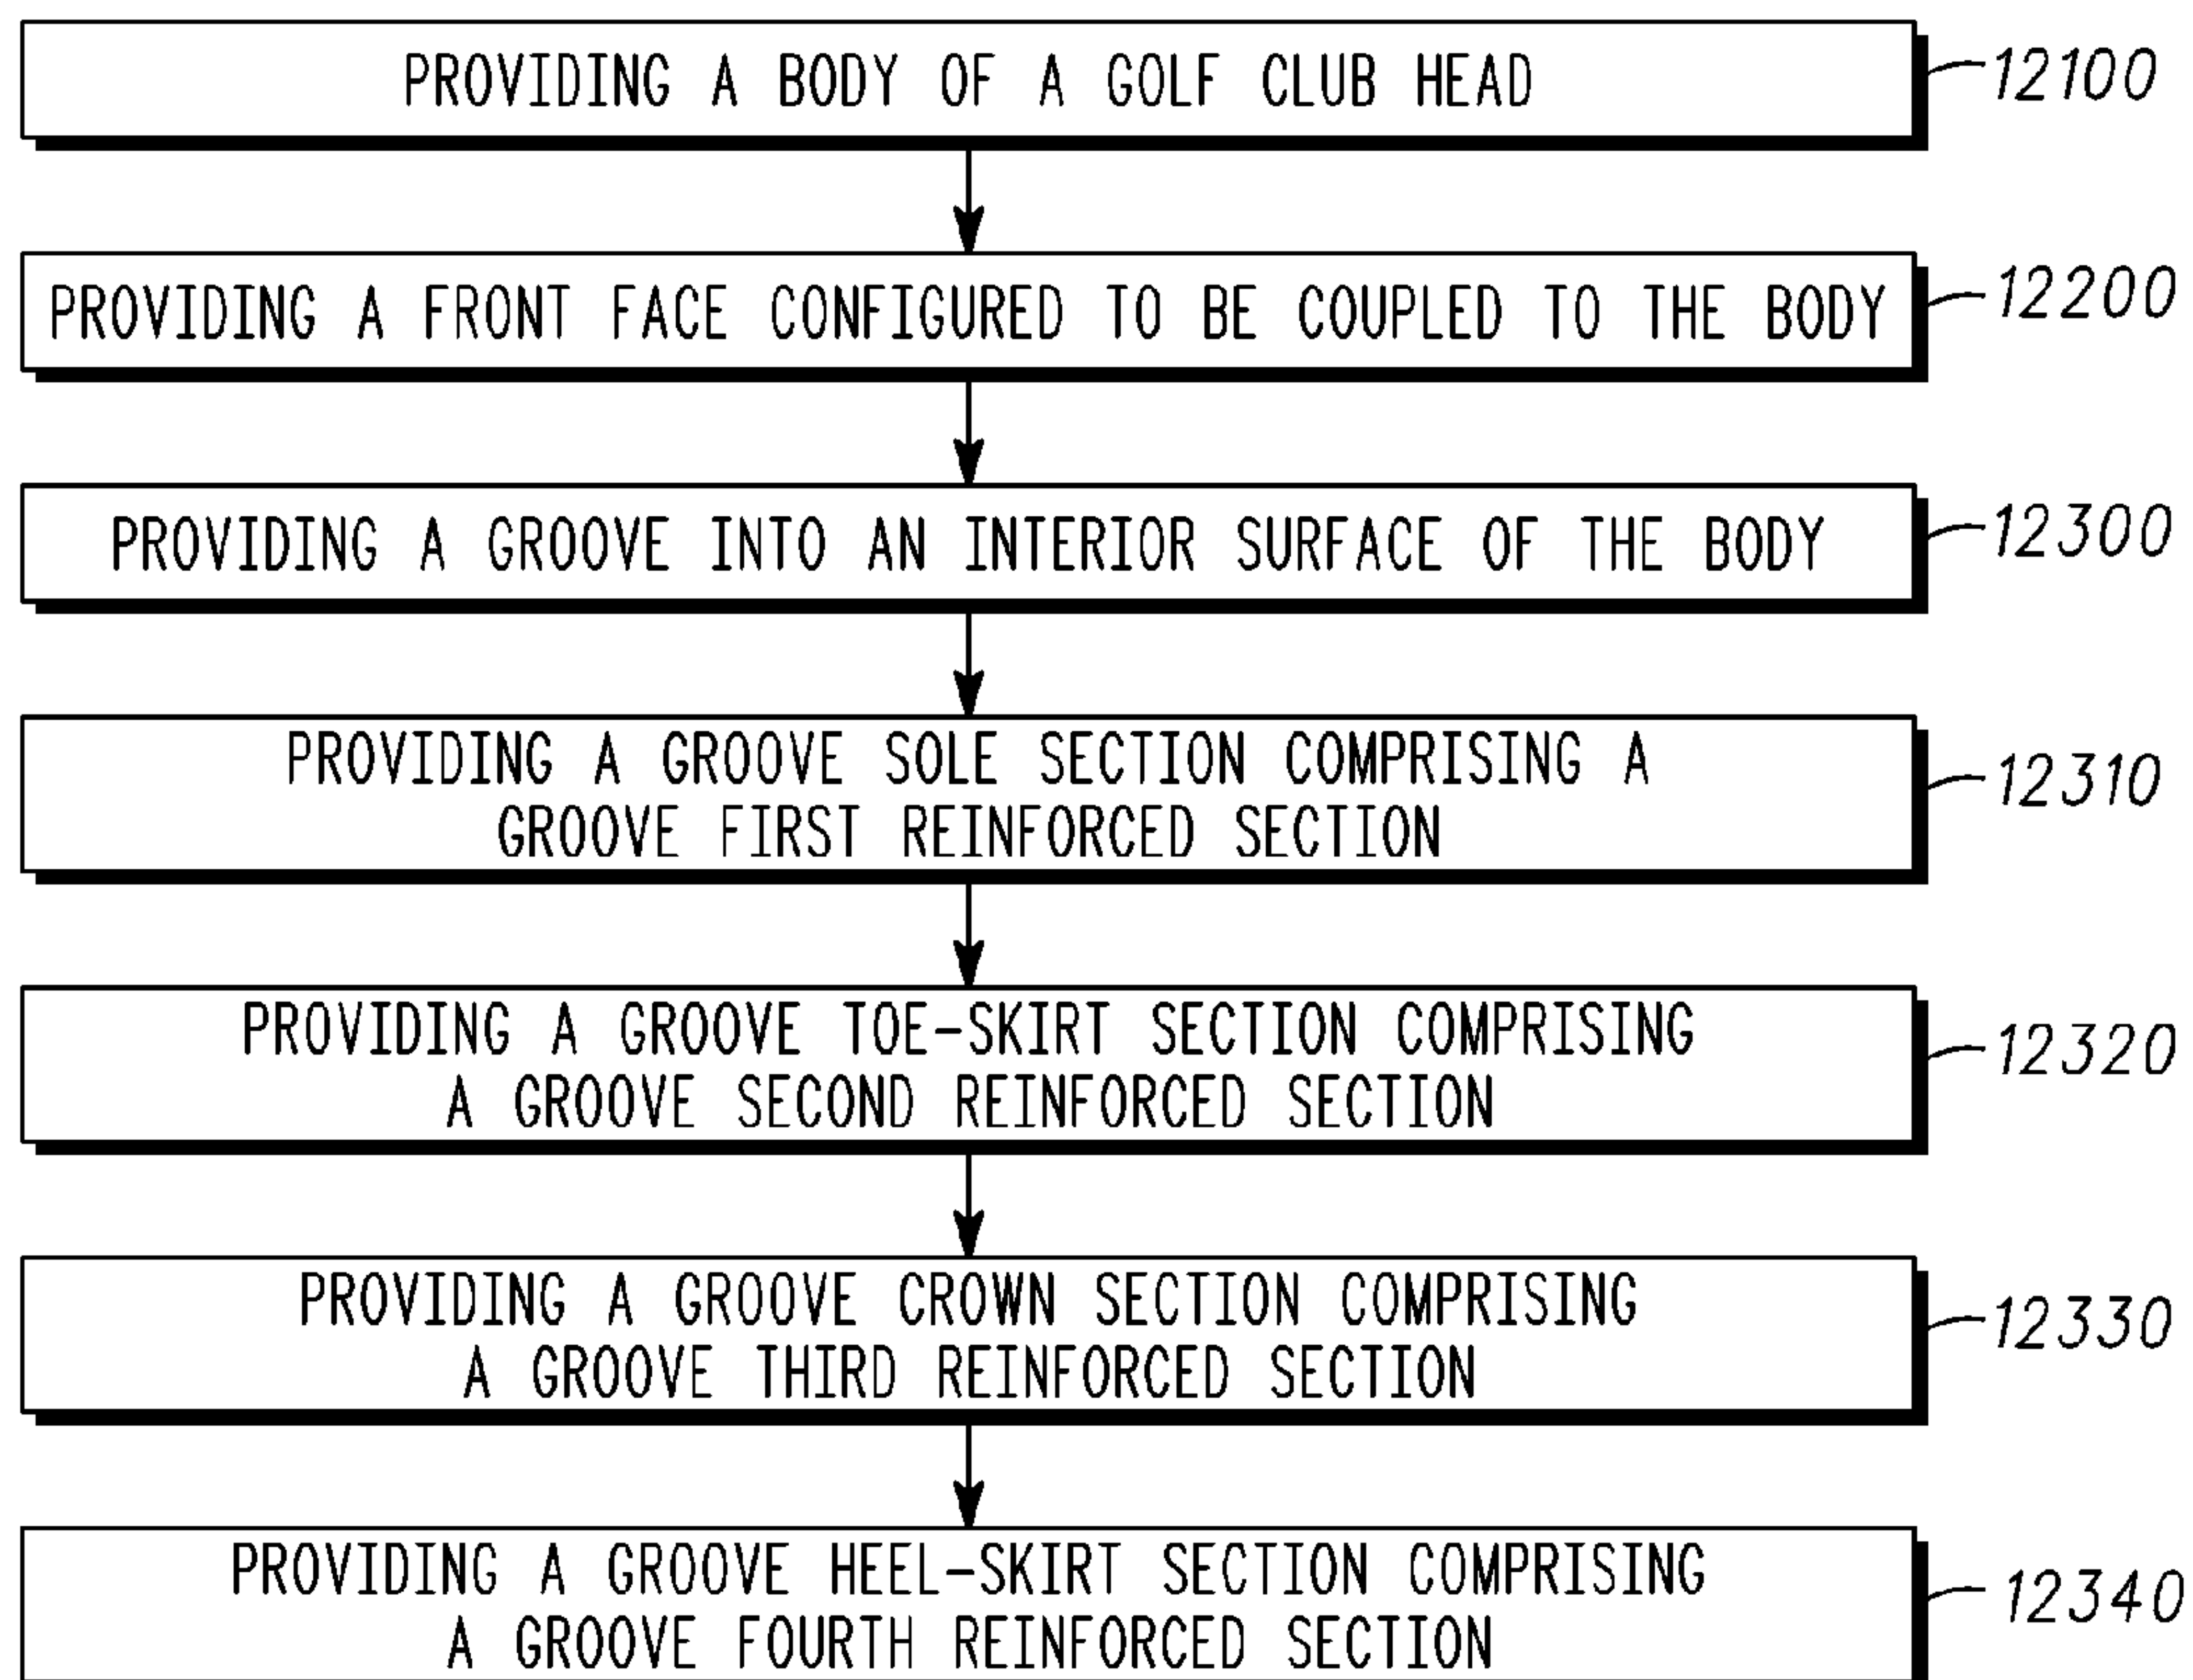 PROVIDING A BODY OF A GOLF CLUB HEAD
12100
PROVIDING A FRONT FACE CONFIGURED TO BE COUPLED TO THE BODY
12200
PROVIDING A GROOVE INTO AN INTERIOR SURFACE OF THE BODY
12300
PROVIDING A GROOVE SOLE SECTION COMPRISING A
GROOVE FIRST REINFORCED SECTION
12310
PROVIDING A GROOVE TOE-SKIRT SECTION COMPRISING
A GROOVE SECOND REINFORCED SECTION
12320
PROVIDING A GROOVE CROWN SECTION COMPRISING
A GROOVE THIRD REINFORCED SECTION
12330
PROVIDING A GROOVE HEEL-SKIRT SECTION COMPRISING
A GROOVE FOURTH REINFORCED SECTION
12340